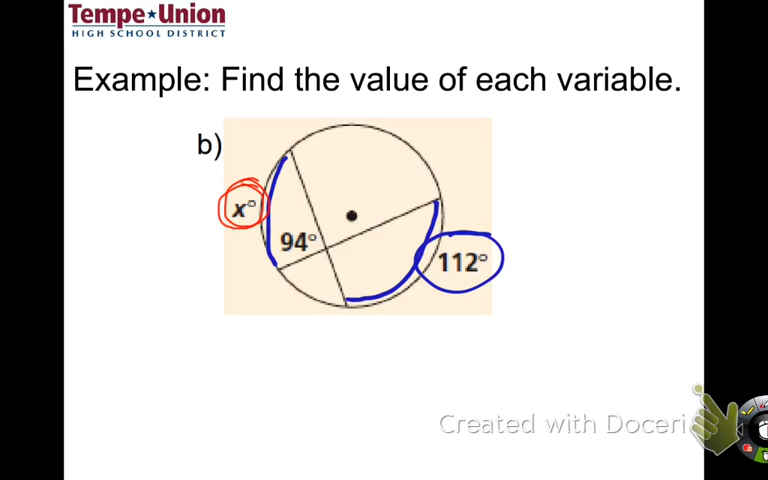 Tempe★Union
HIGH SCHOOL DISTRICT
Example: Find the value of each variable.
b)
x°
94°
112°
Created with Doceri